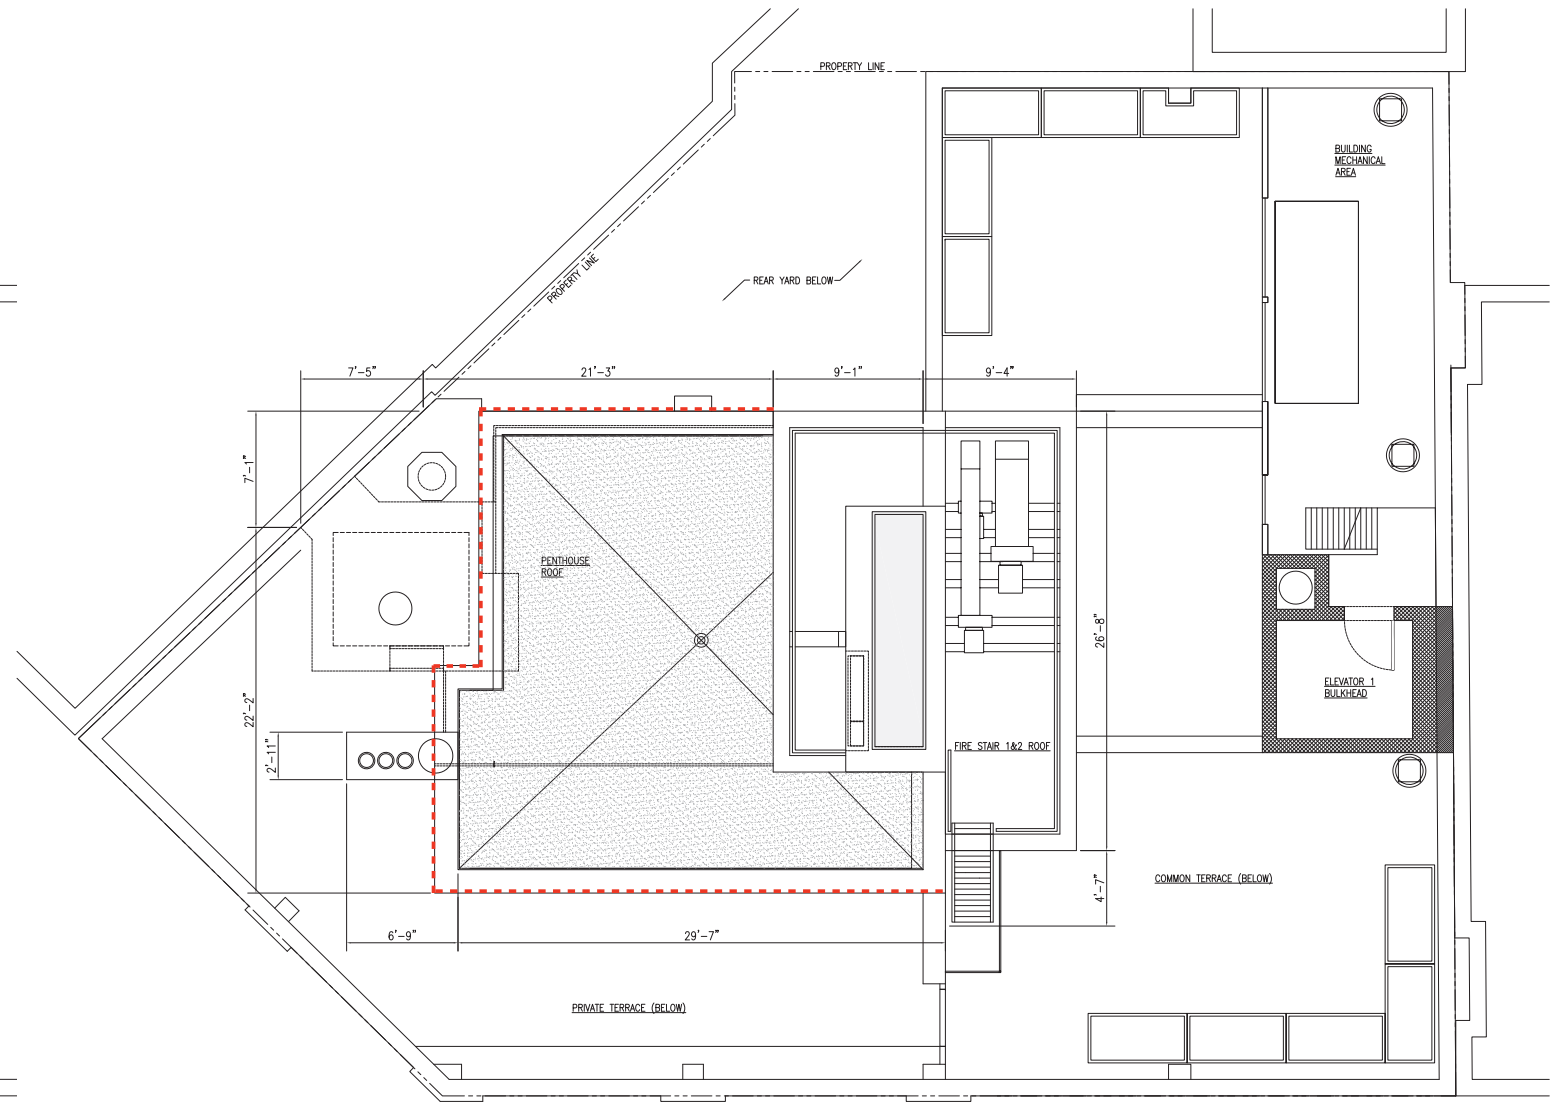 PROPERTY LINE
BUILDING
MECHANICAL
AREA
PROPERTY LINE
REAR YARD BELOW
7'-5"
21'-3"
9'-1"
9'-4"
7'-1"
PENTHOUSE
ROOF
26'-8"
ELEVATOR 1
BULKHEAD
22'-2"
2'-11"
FIRE STAIR 1&2 ROOF
4'-7"
COMMON TERRACE (BELOW)
6'-9"
29'-7"
PRIVATE TERRACE (BELOW)